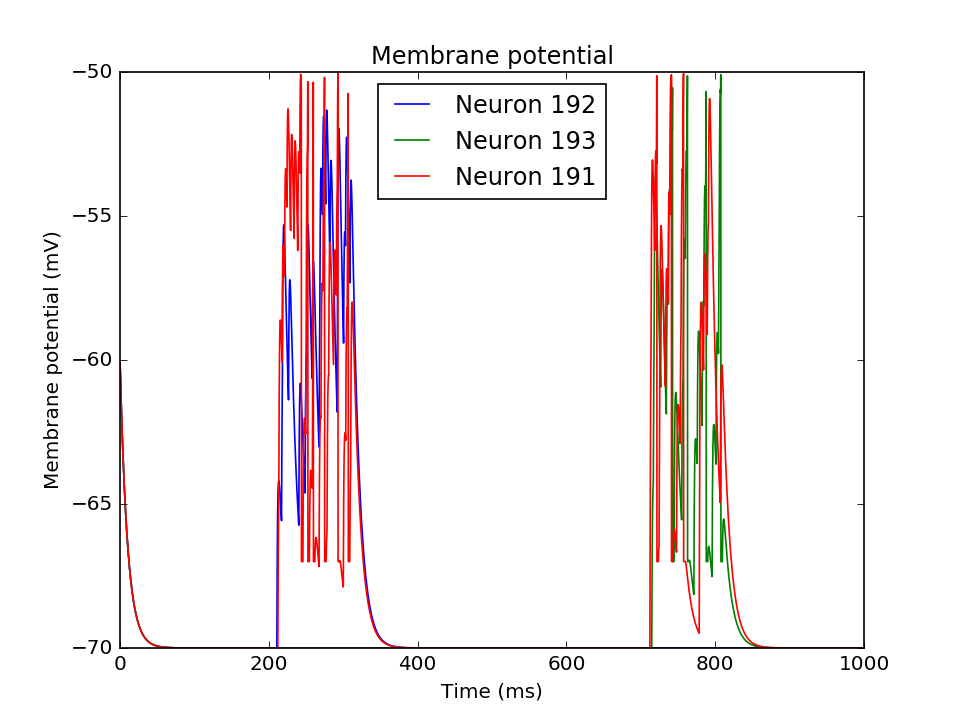 Membrane potential
Neuron 192
Neuron 193
Neuron 191
Membrane potential (mV)
−50
−55
−60
−65
−70
0 200 400 600 800 1000
Time (ms)